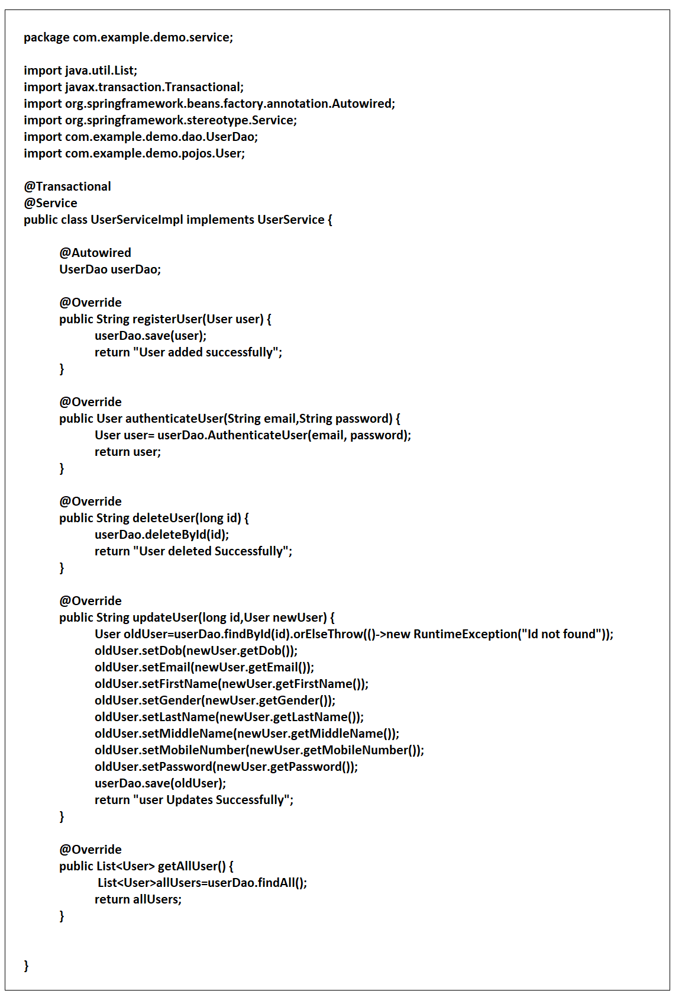 package com.example.demo.service;
import java.util.List;
import javax.transaction.Transactional;
import org.springframework.beans.factory.annotation.Autowired;
import org.springframework.stereotype.Service;
import com.example.demo.dao.UserDao;
import com.example.demo.pojos.User;
@Transactional
@Service
public class UserServiceImpl implements UserService {
@Autowired
UserDao userDao;
@Override
public String registerUser(User user) {
userDao.save(user);
return "User added successfully";
}
@Override
public User authenticateUser(String email,String password) {
User user= userDao.AuthenticateUser(email, password);
return user;
}
@Override
public String deleteUser(long id) {
userDao.deleteById(id);
return "User deleted Successfully";
}
@Override
public String updateUser(long id,User newUser) {
User oldUser=userDao.findById(id).orElseThrow(()->new RuntimeException("Id not found"));
oldUser.setDob(newUser.getDob());
oldUser.setEmail(newUser.getEmail());
oldUser.setFirstName(newUser.getFirstName());
oldUser.setGender(newUser.getGender());
oldUser.setLastName(newUser.getLastName());
oldUser.setMiddleName(newUser.getMiddleName());
oldUser.setMobileNumber(newUser.getMobileNumber());
oldUser.setPassword(newUser.getPassword());
userDao.save(oldUser);
return "user Updates Successfully";
}
@Override
public List<User> getAllUser() {
List<User>allUsers=userDao.findAll();
return allUsers;
}
}